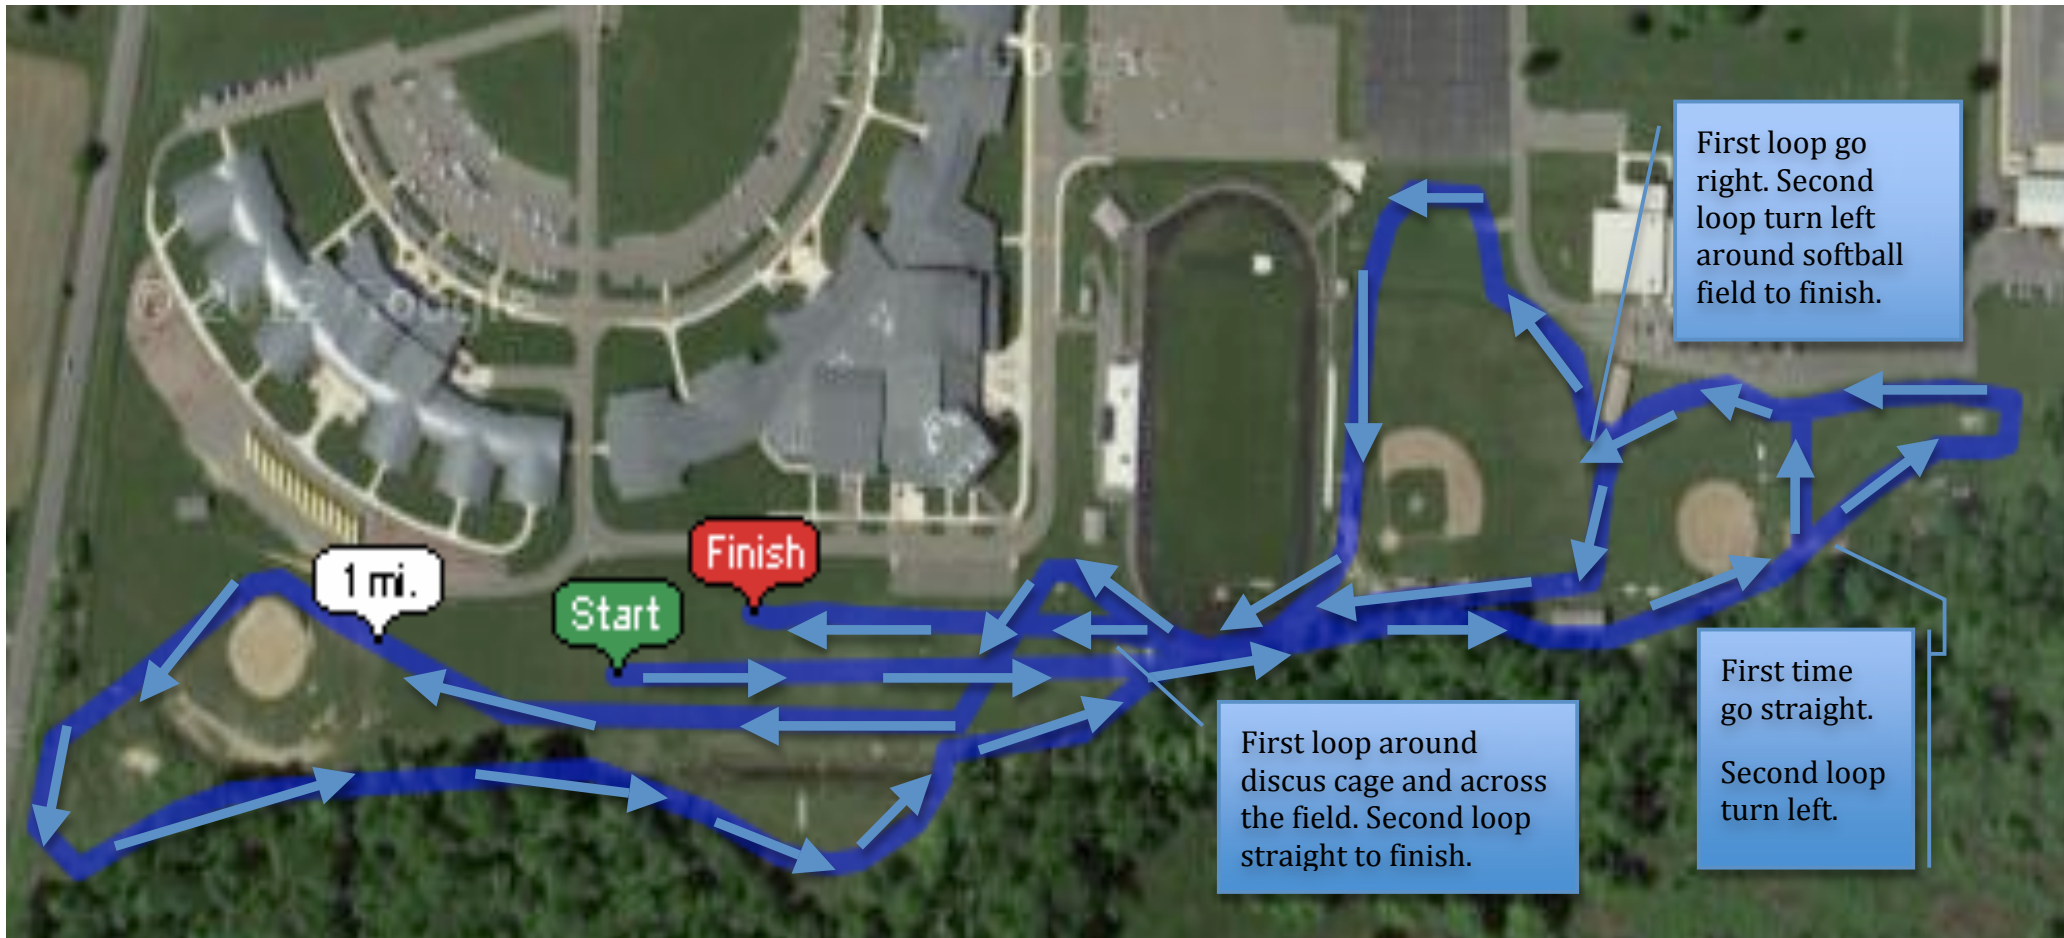 First loop go
right. Second
loop turn left
around softball
field to finish.
1 mi.
Start
Finish
First time
go straight.
Second loop
turn left.
First loop around
discus cage and across
the field. Second loop
straight to finish.